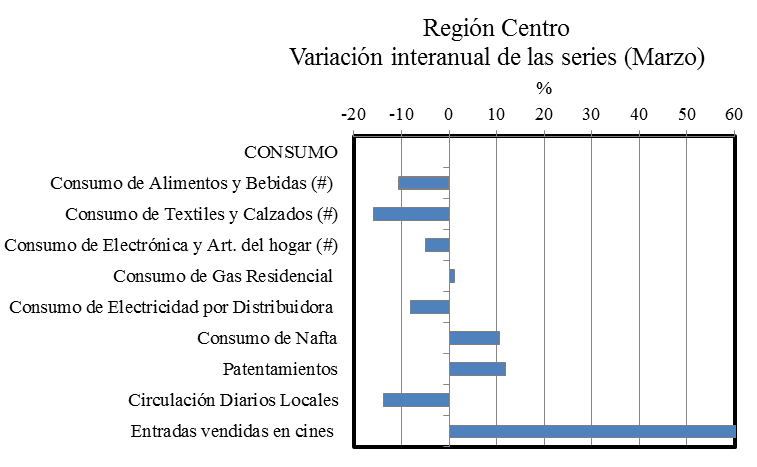 Región Centro
Variación interanual de las series (Marzo)
%
-20 -10 0 10 20 30 40 50 60
CONSUMO
Consumo de Alimentos y Bebidas (#)
Consumo de Textiles y Calzados (#)
Consumo de Electrónica y Art. del hogar (#)
Consumo de Gas Residencial
Consumo de Electricidad por Distribuidora
Consumo de Nafta
Patentamientos
Circulación Diarios Locales
Entradas vendidas en cines